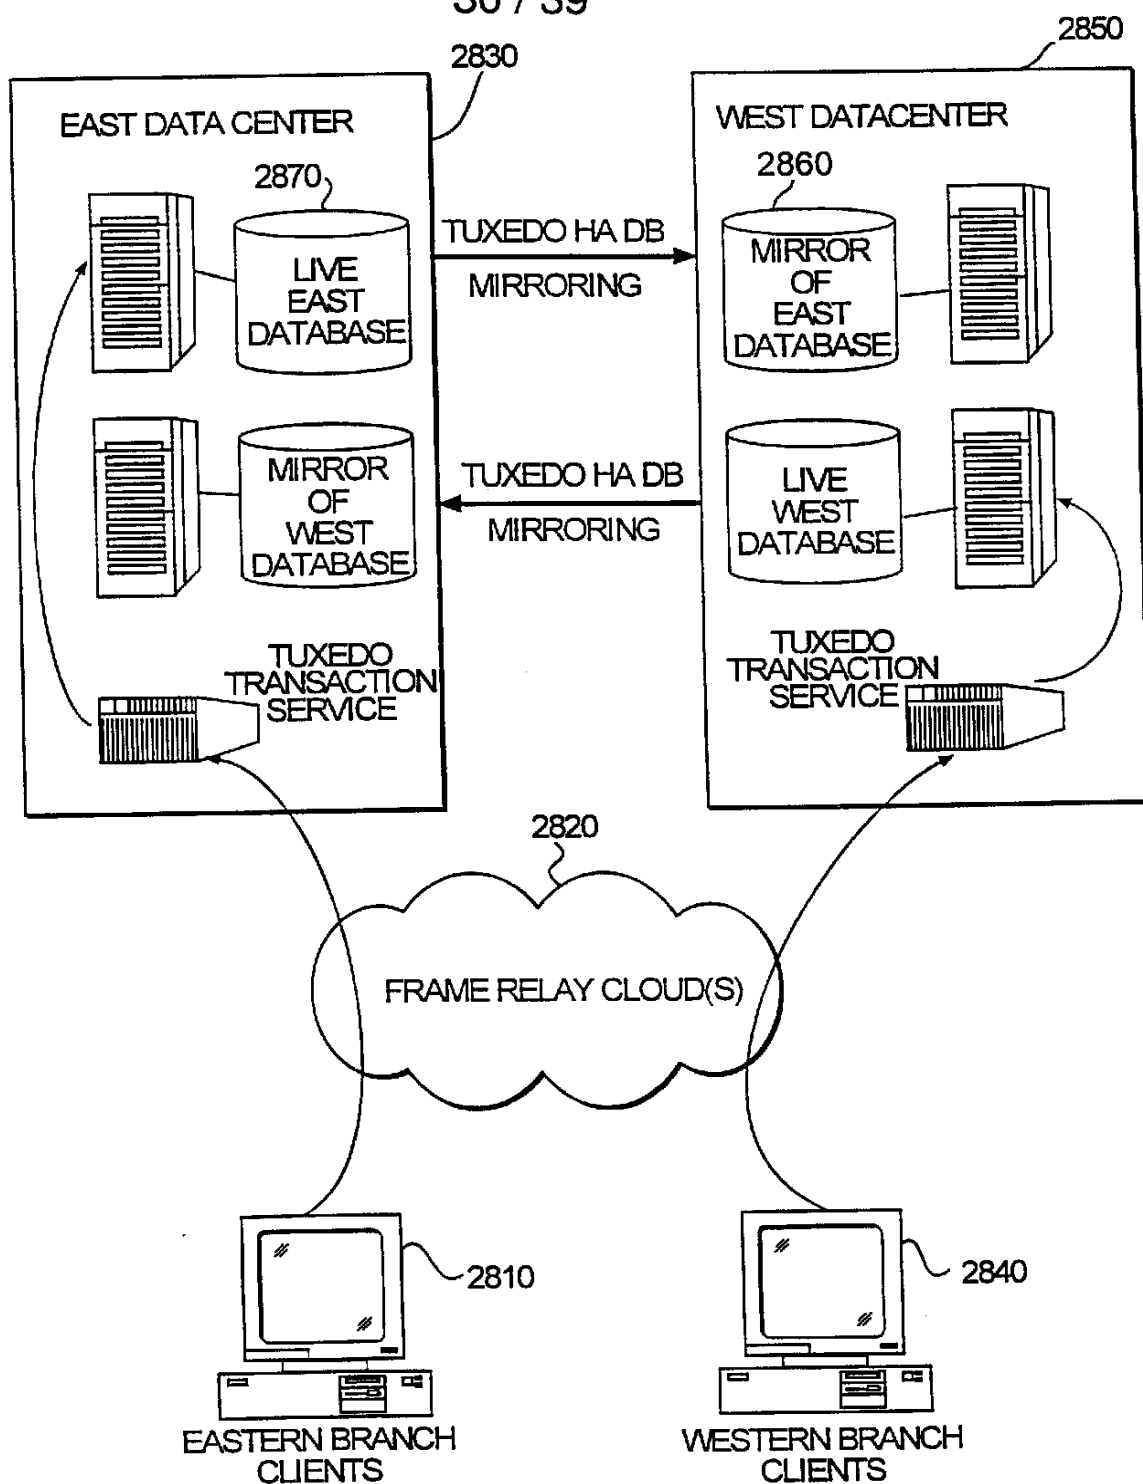 36 / 39
2830
2850
EAST DATA CENTER
WEST DATACENTER
2870
2860
LIVE
EAST
DATABASE
TUXEDO HA DB
MIRRORING
MIRROR
OF
EAST
DATABASE
MIRROR
OF
WEST
DATABASE
TUXEDO HA DB
MIRRORING
LIVE
WEST
DATABASE
TUXEDO
TRANSACTION
SERVICE
TUXEDO
TRANSACTION
SERVICE
2820
FRAME RELAY CLOUD(S)
2810
2840
EASTERN BRANCH
CLIENTS
WESTERN BRANCH
CLIENTS